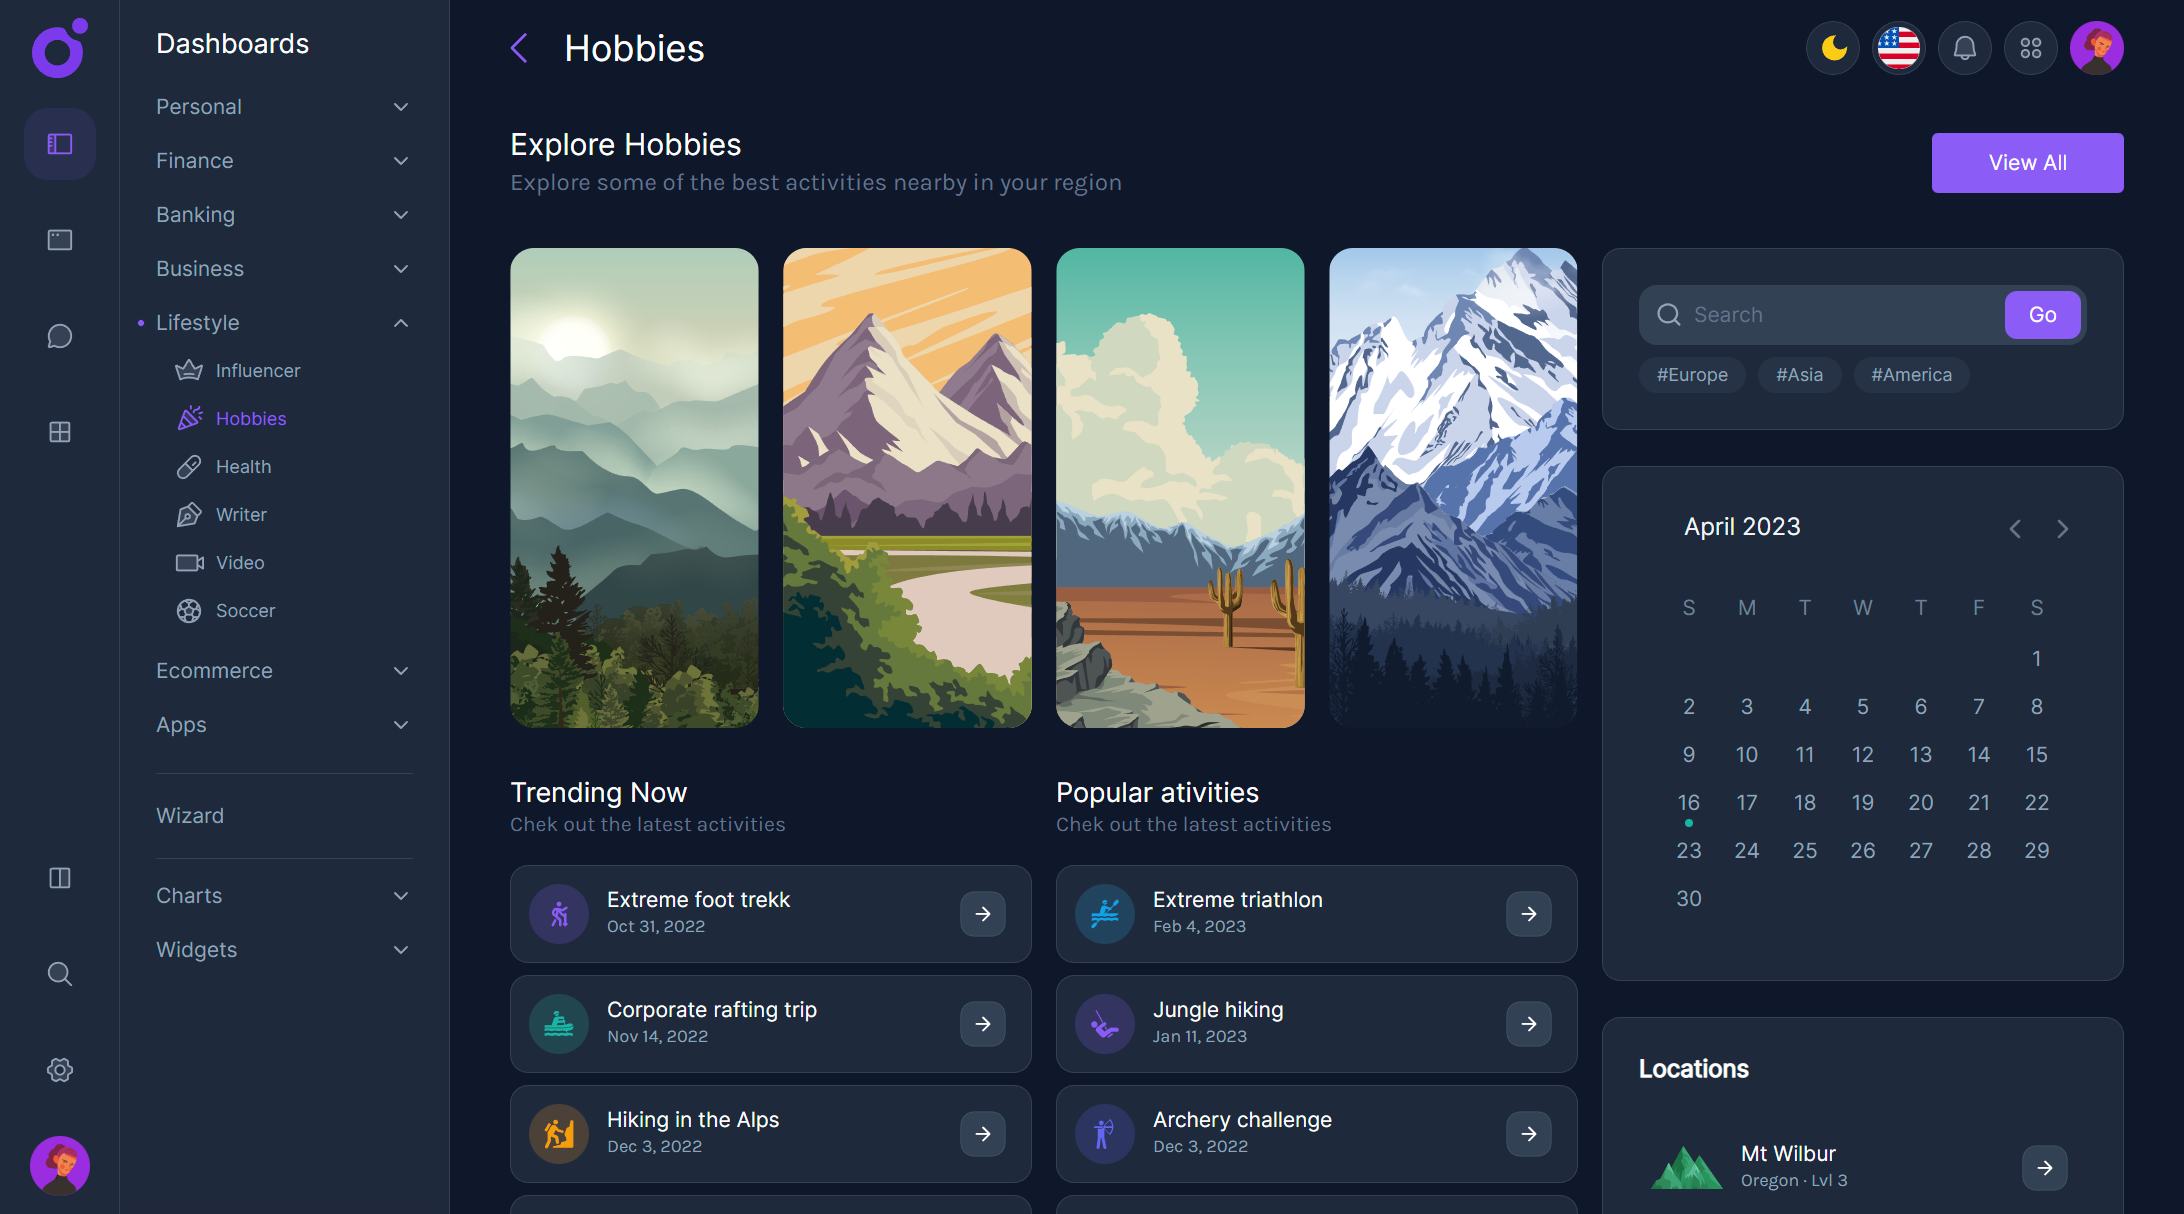 Dashboards
Personal
Finance
Banking
Business
Lifestyle
Influencer
Hobbies
Health
Writer
Video
Soccer
Ecommerce
Apps
Wizard
Charts
Widgets
Hobbies
Explore Hobbies
Explore some of the best activities nearby in your region
View All
Search
Go
#Europe #Asia #America
April 2023
S M T W T F S
1
2 3 4 5 6 7 8
9 10 11 12 13 14 15
16 17 18 19 20 21 22
23 24 25 26 27 28 29
30
Trending Now
Chek out the latest activities
Extreme foot trekk
Oct 31, 2022
Corporate rafting trip
Nov 14, 2022
Hiking in the Alps
Dec 3, 2022
Popular ativities
Chek out the latest activities
Extreme triathlon
Feb 4, 2023
Jungle hiking
Jan 11, 2023
Archery challenge
Dec 3, 2022
Locations
Mt Wilbur
Oregon · Lvl 3